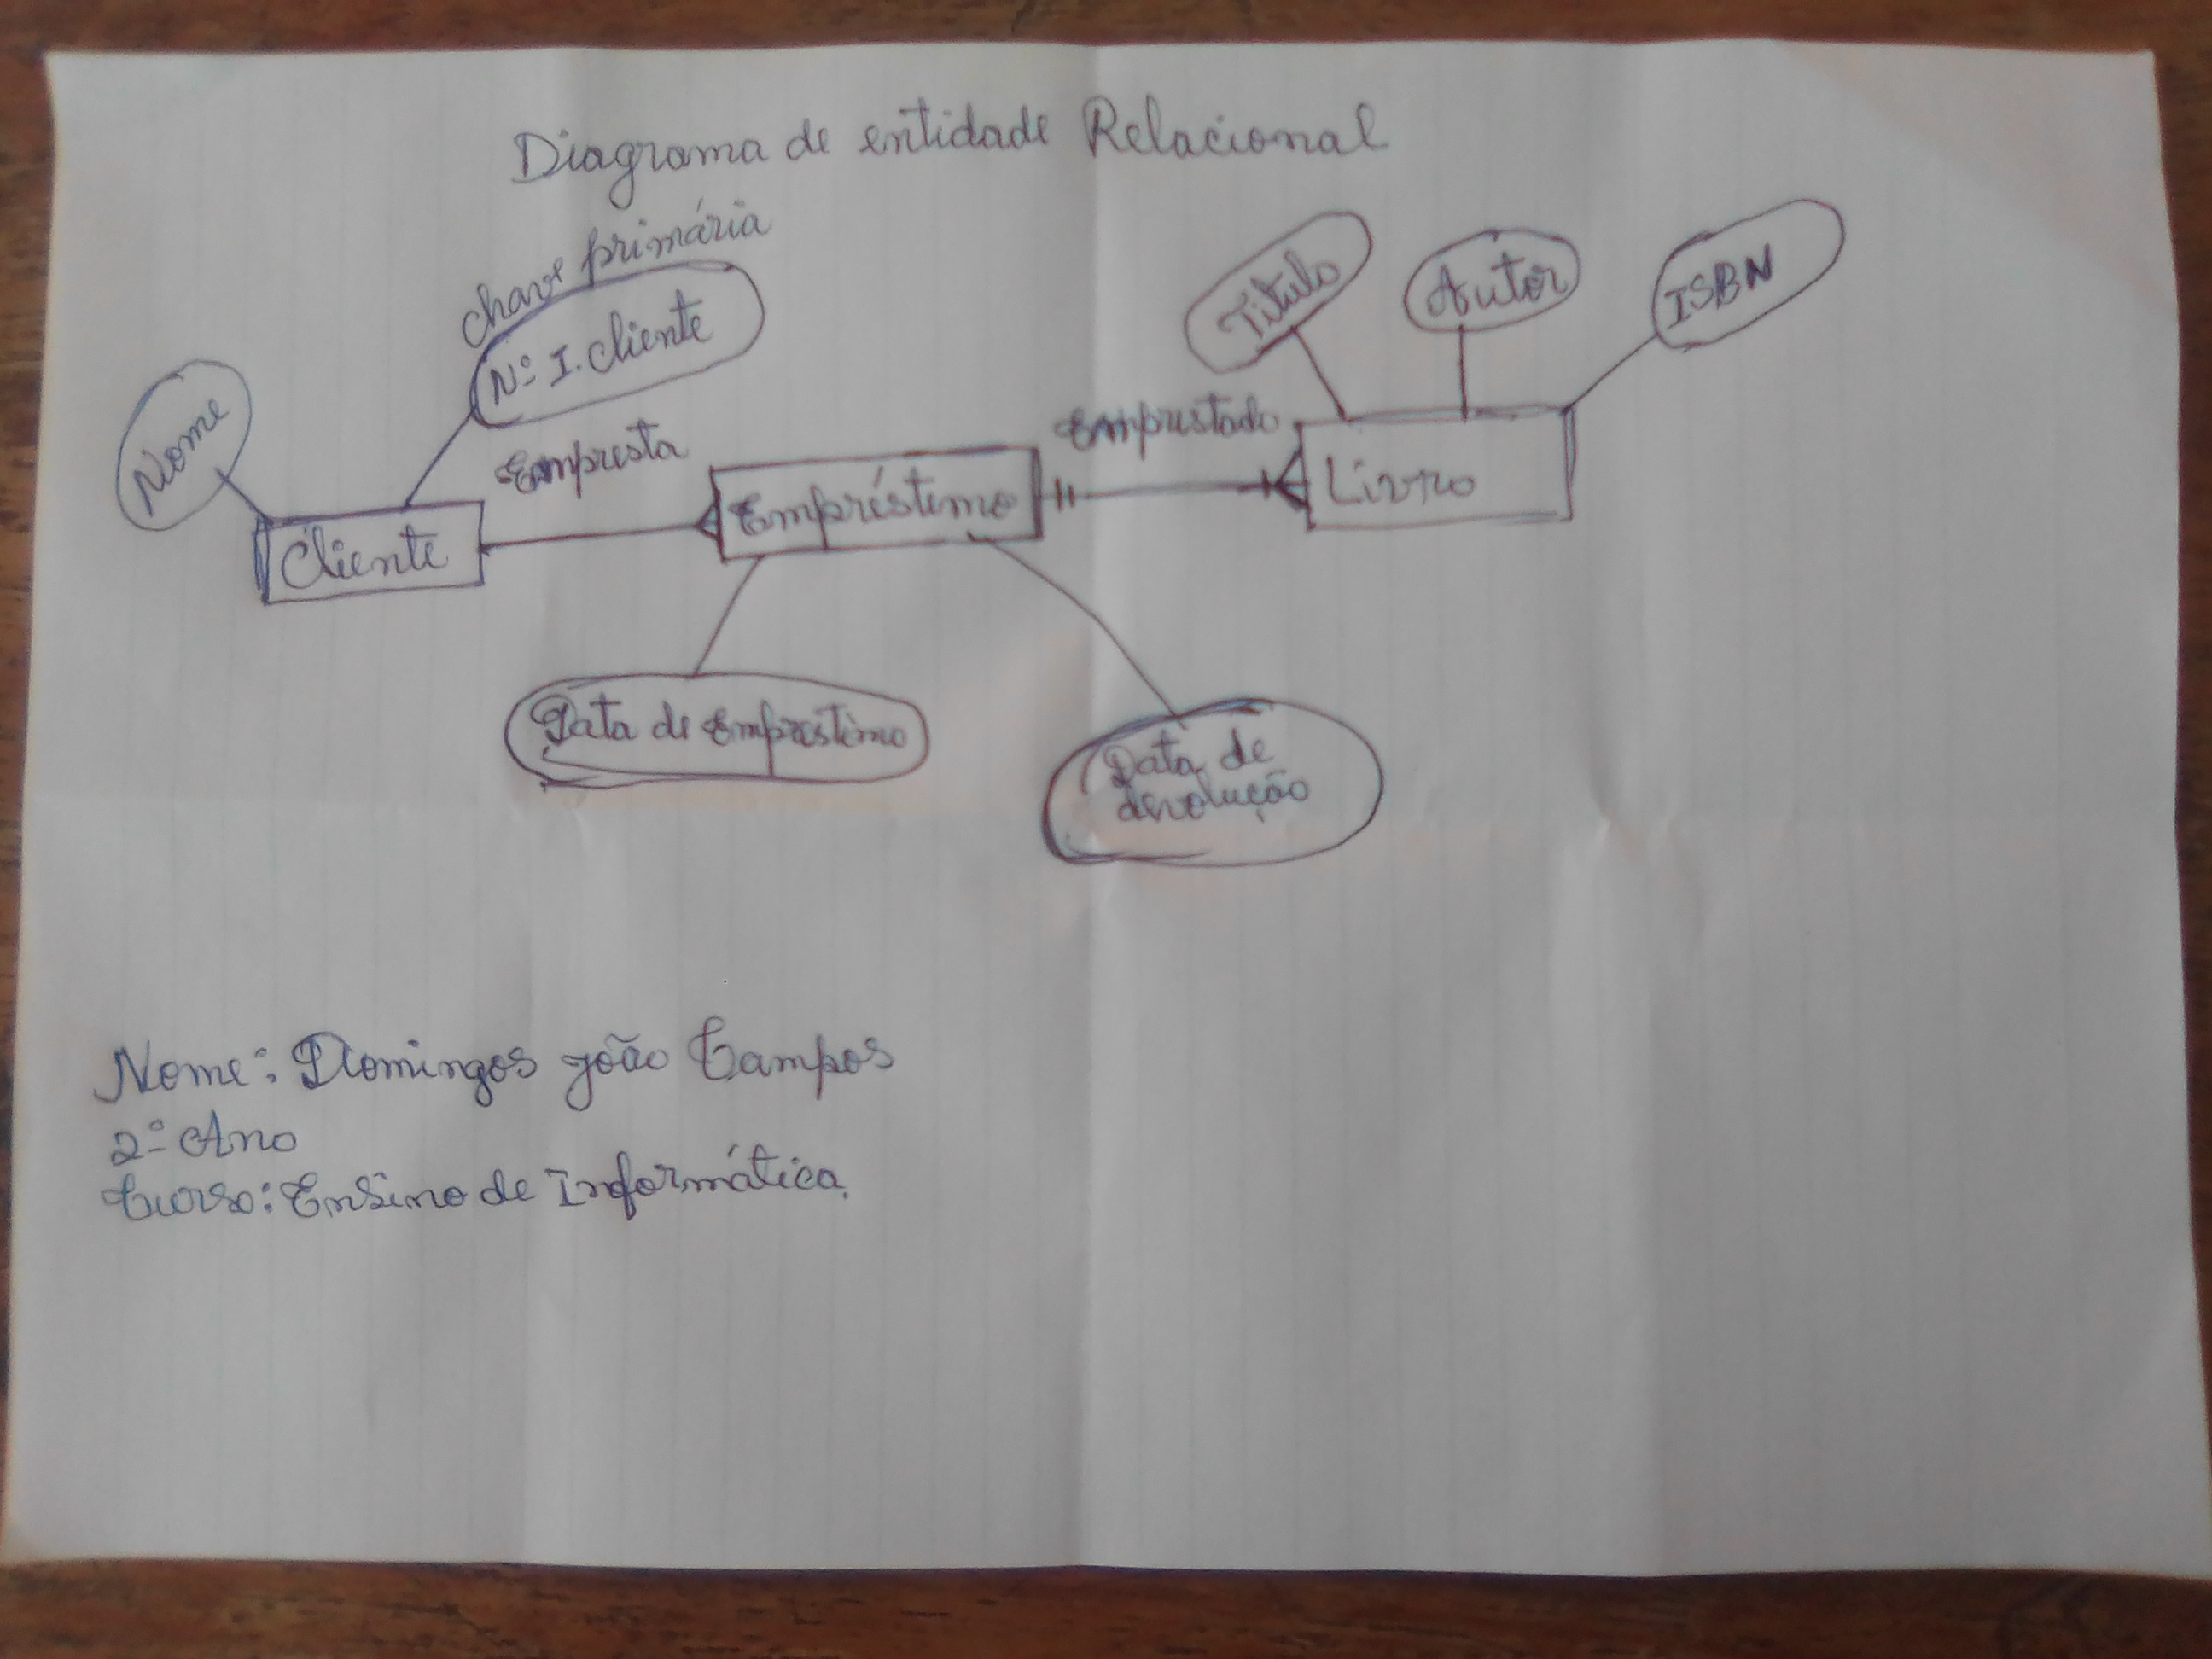 Diagrama de entidade Relacional
chave primária
Nº I. cliente
Nome
Título
Autor
ISBN
Empresta
Emprestado
Cliente
Empréstimo
Livro
Data de Empréstimo
Data de
devolução
Nome: Domingos João Campos
2º Ano
Curso: Ensino de Informática.